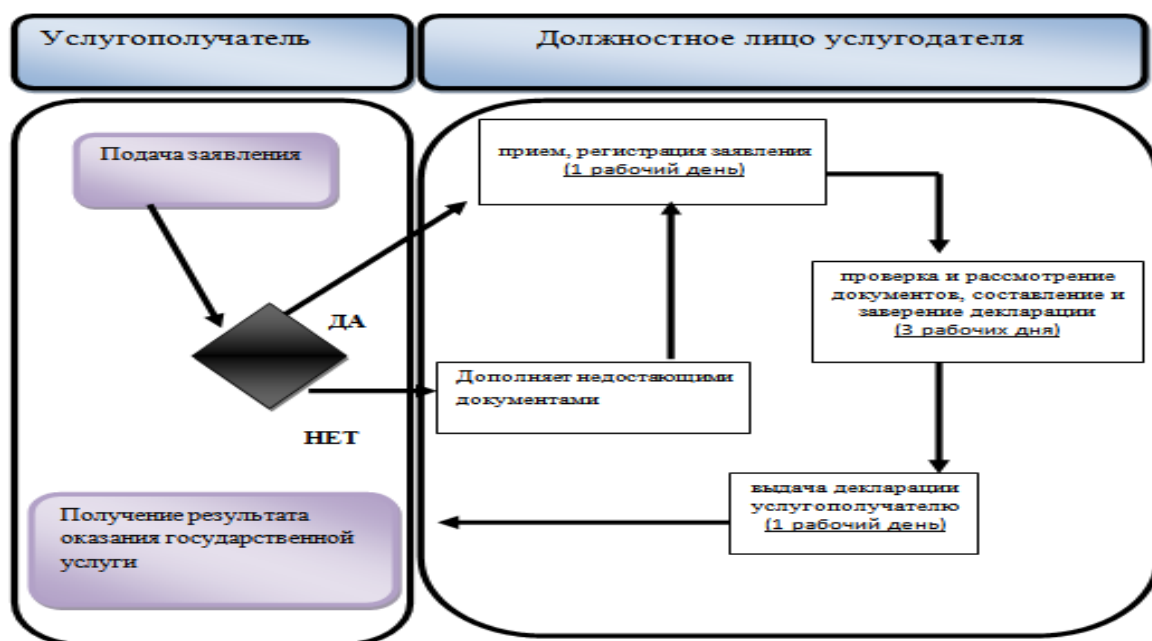 Услугополучатель
Должностное лицо услугодателя
Подача заявления
прием, регистрация заявления
(1 рабочий день)
проверка и рассмотрение
документов, составление и
заверение декларации
(3 рабочих дня)
ДА
Дополняет недостающими
документами
НЕТ
выдача декларации
услугополучателю
(1 рабочий день)
Получение результата
оказания государственной
услуги